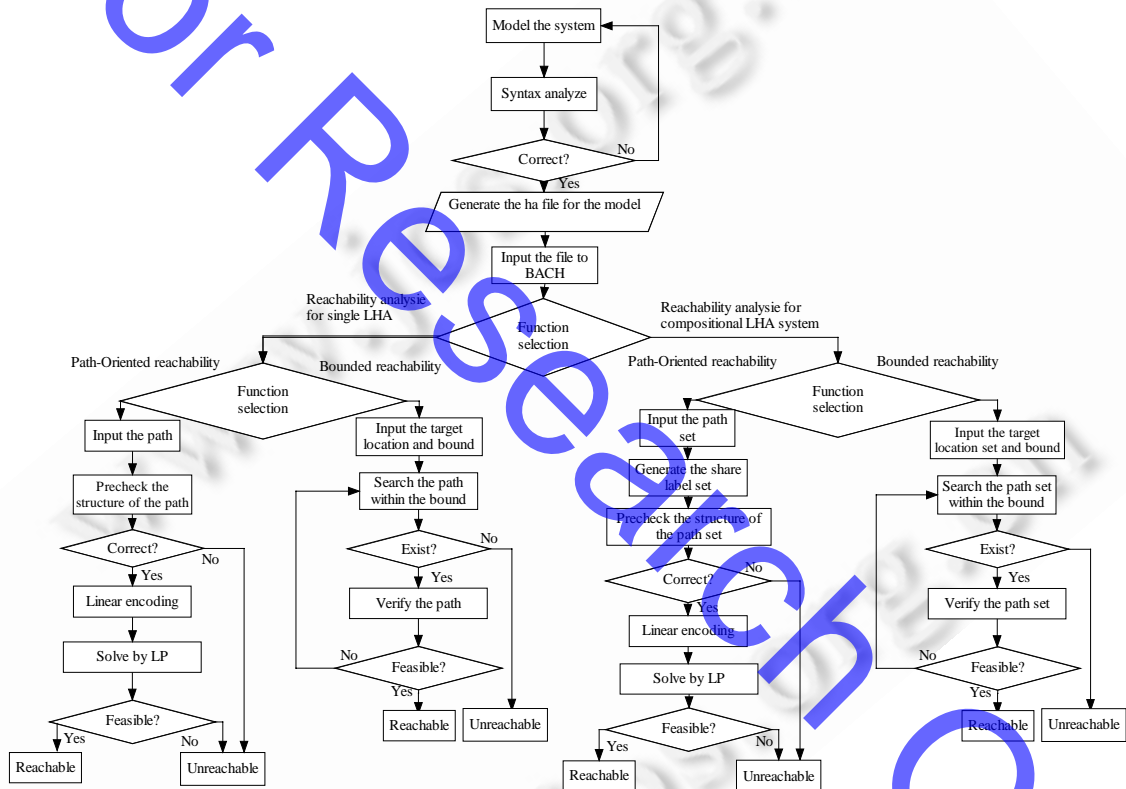 Model the system
Syntax analyze
Correct?
No
Yes
Generate the ha file for the model
Input the file to
BACH
Reachability analysie
for single LHA
Function
selection
Reachability analysie for
compositional LHA system
Path-Oriented reachability
Bounded reachability
Function
selection
Input the path
Precheck the
structure of the path
Correct?
No
Yes
Linear encoding
Solve by LP
Feasible?
Yes
No
Reachable
Unreachable
Input the target
location and bound
Search the path
within the bound
Exist?
No
Yes
Verify the path
Feasible?
No
Yes
Reachable
Unreachable
Path-Oriented reachability
Bounded reachability
Function
selection
Input the path
set
Generate the share
label set
Precheck the structure of
the path set
Correct?
No
Yes
Linear encoding
Solve by LP
Feasible?
Yes
No
Reachable
Unreachable
Input the target
location set and bound
Search the path set
within the bound
Exist?
Yes
Verify the path set
Feasible?
No
Yes
Reachable
Unreachable
or Research O